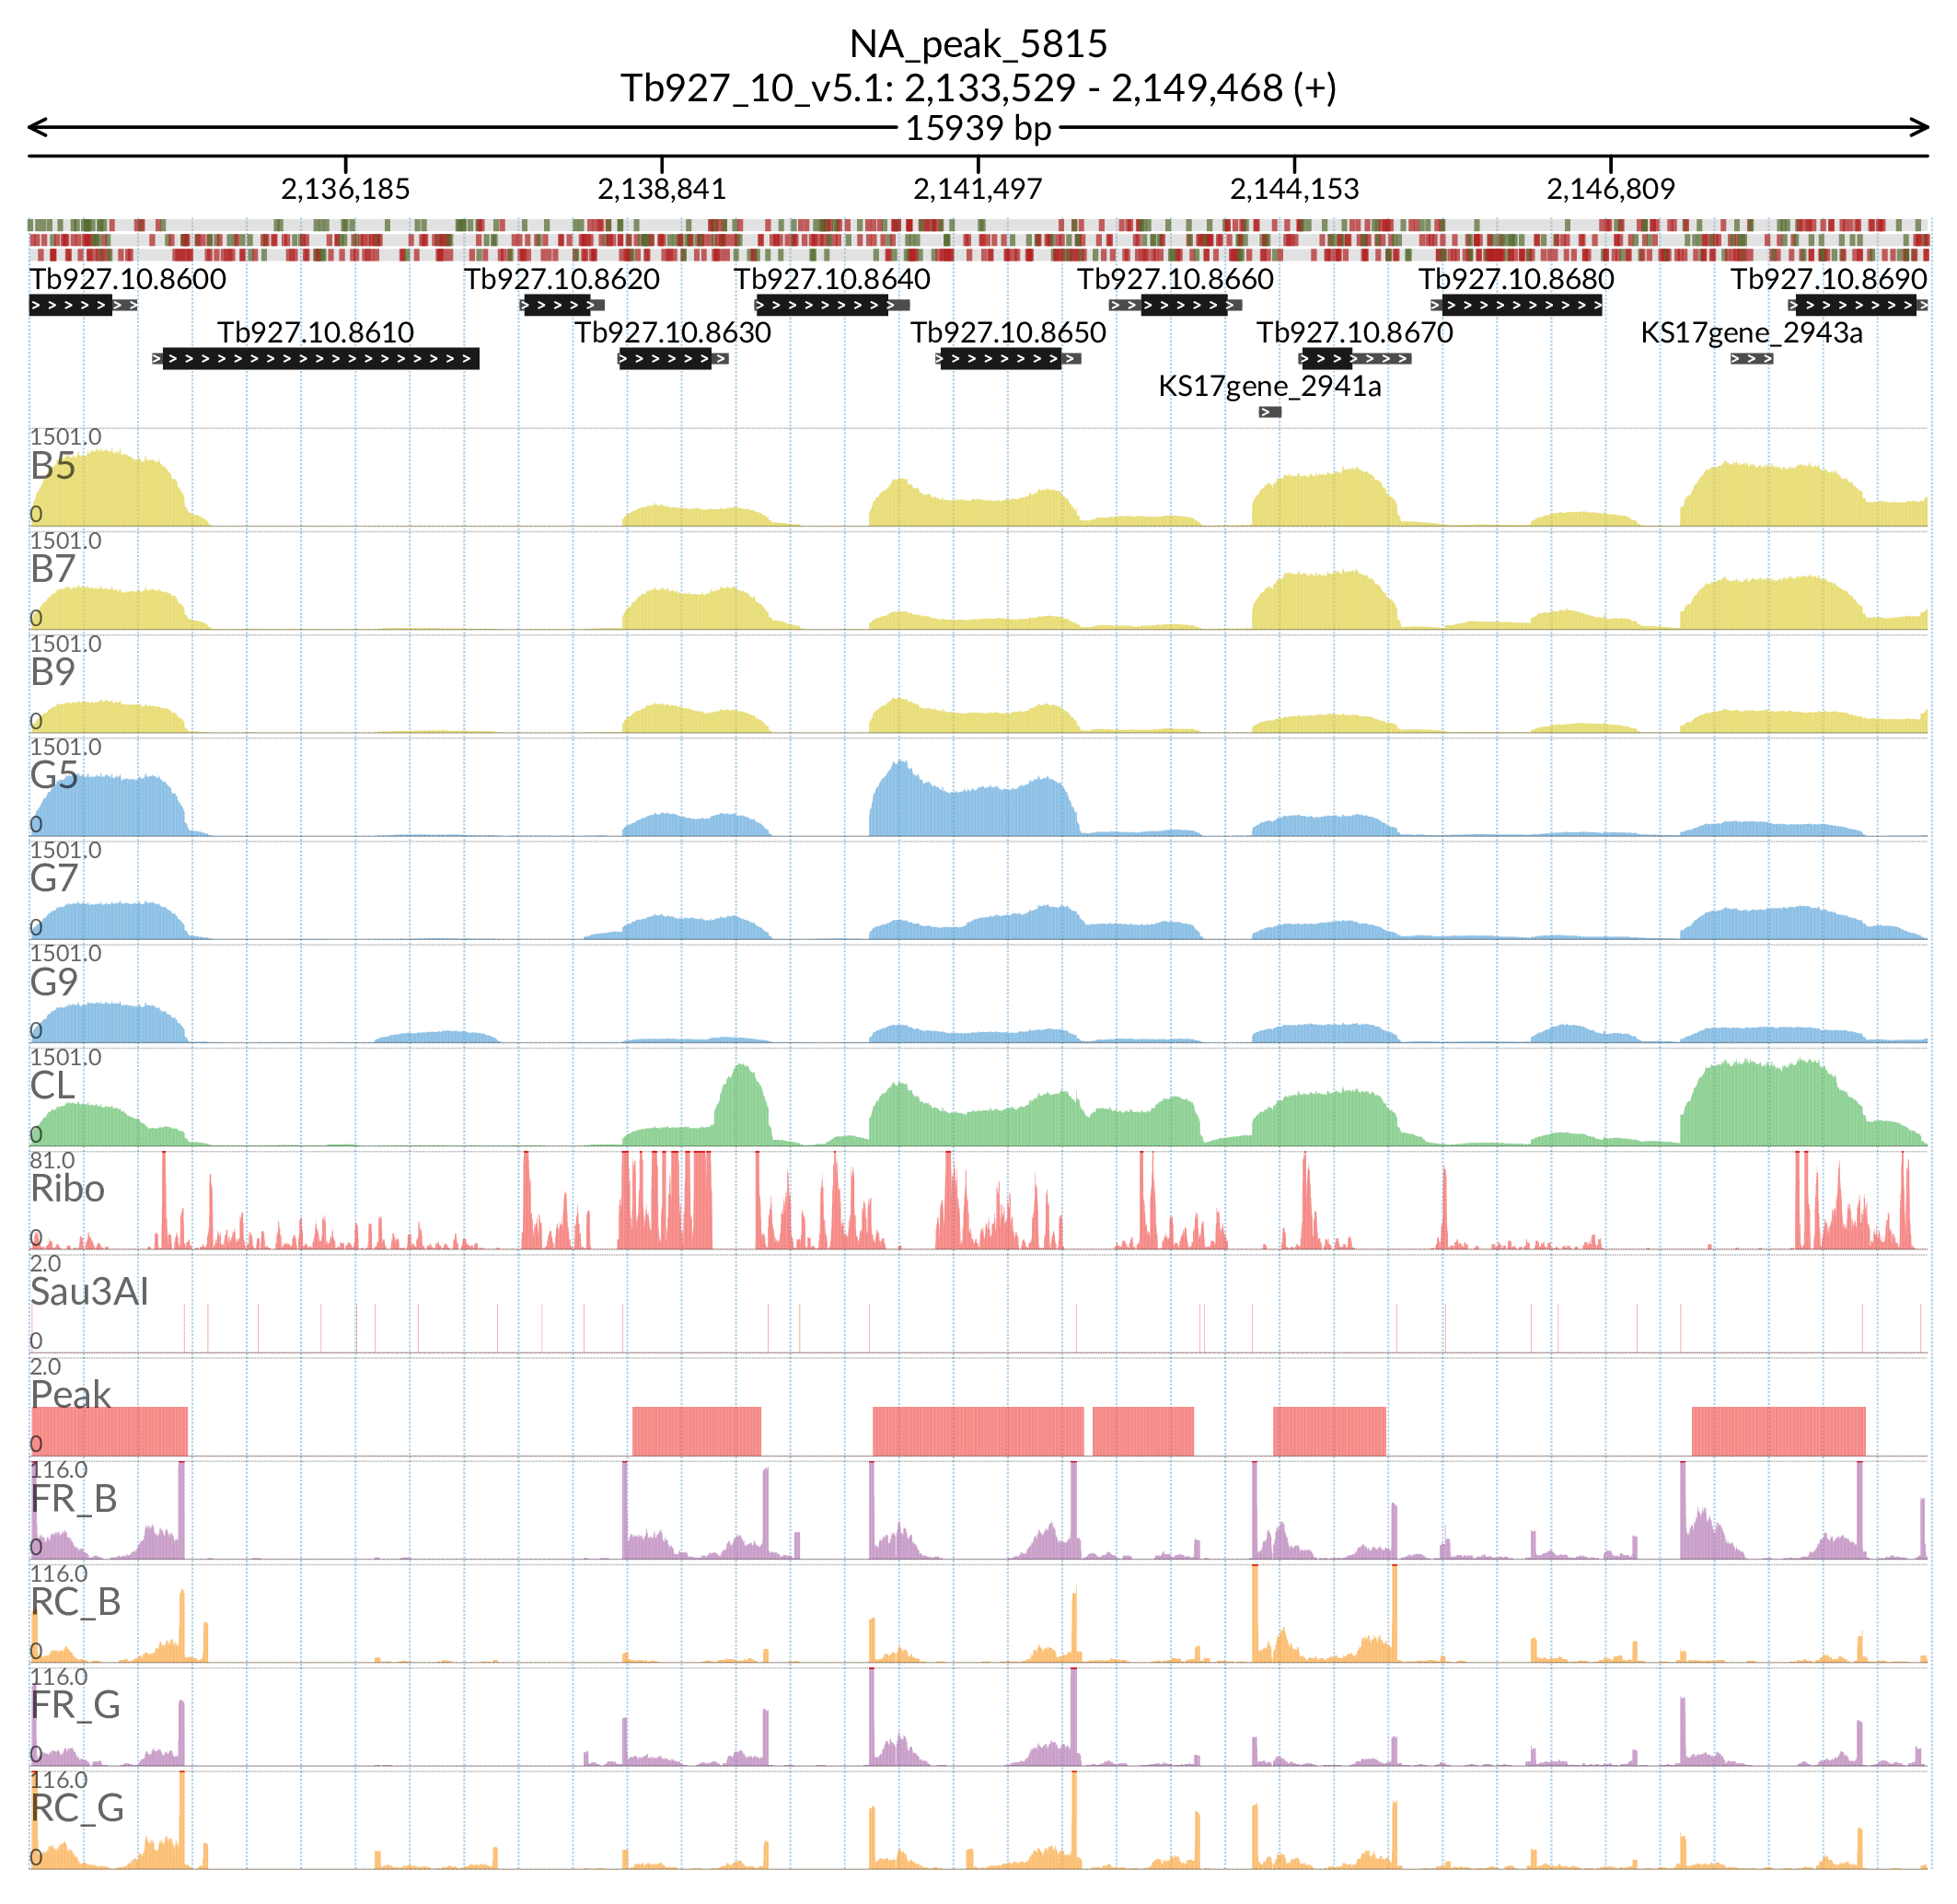 NA_peak_5815
Tb927_10_v5.1: 2,133,529 - 2,149,468 (+)
15939 bp
2,136,185 2,138,841 2,141,497 2,144,153 2,146,809
Tb927.10.8600 Tb927.10.8620 Tb927.10.8640 Tb927.10.8660 Tb927.10.8680 Tb927.10.8690
Tb927.10.8610 Tb927.10.8630 Tb927.10.8650 Tb927.10.8670 KS17gene_2943a
KS17gene_2941a
1501.0
B5
0
1501.0
B7
0
1501.0
B9
0
1501.0
G5
0
1501.0
G7
0
1501.0
G9
0
1501.0
CL
0
81.0
Ribo
0
2.0
Sau3AI
0
2.0
Peak
0
116.0
FR_B
0
116.0
RC_B
0
116.0
FR_G
0
116.0
RC_G
0